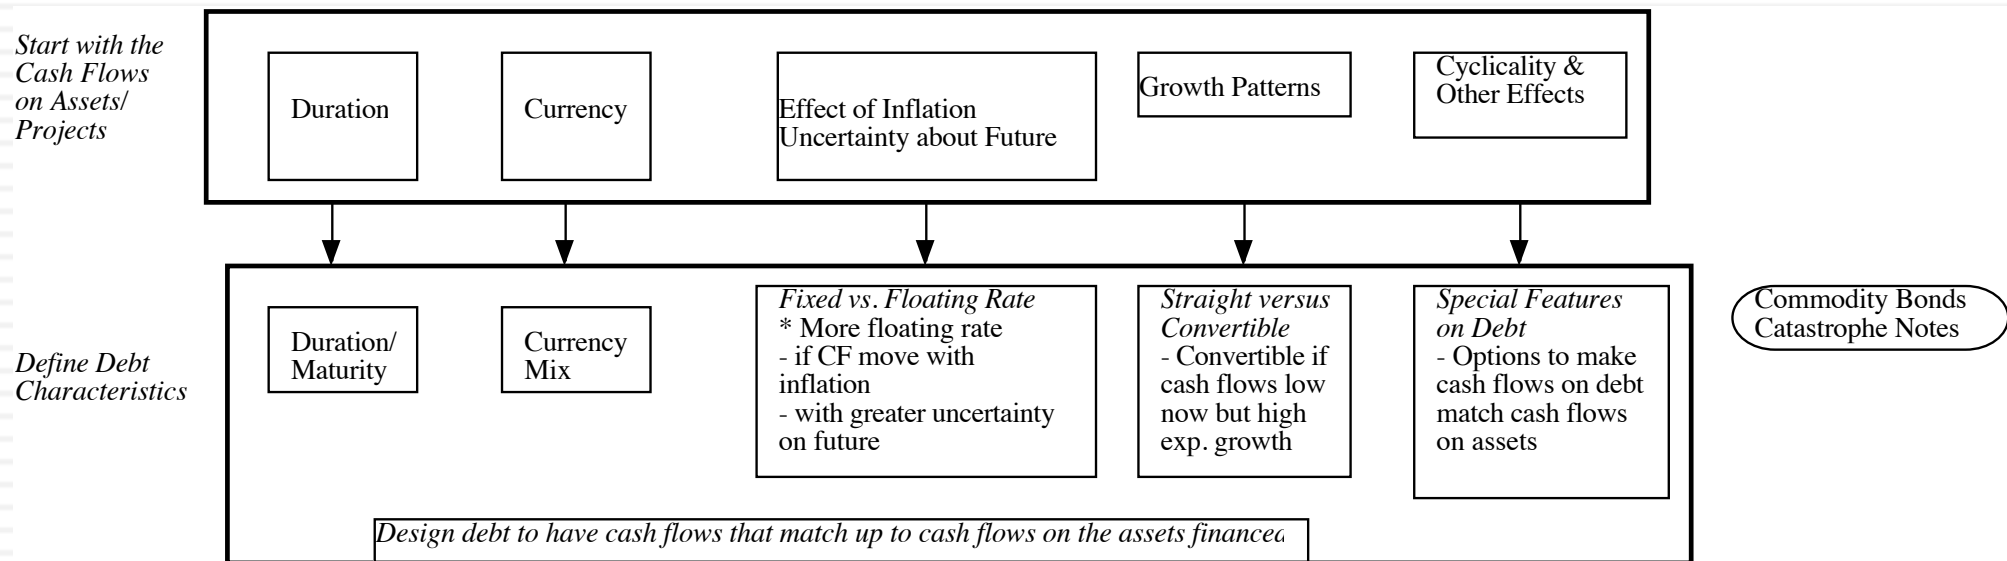 Start with the
Cash Flows
on Assets/
Projects
Duration
Currency
Effect of Inflation
Uncertainty about Future
Growth Patterns
Cyclicality &
Other Effects
Define Debt
Characteristics
Duration/
Maturity
Currency
Mix
Fixed vs. Floating Rate
* More floating rate
- if CF move with
inflation
- with greater uncertainty
on future
Straight versus
Convertible
- Convertible if
cash flows low
now but high
exp. growth
Special Features
on Debt
- Options to make
cash flows on debt
match cash flows
on assets
Commodity Bonds
Catastrophe Notes
Design debt to have cash flows that match up to cash flows on the assets financed